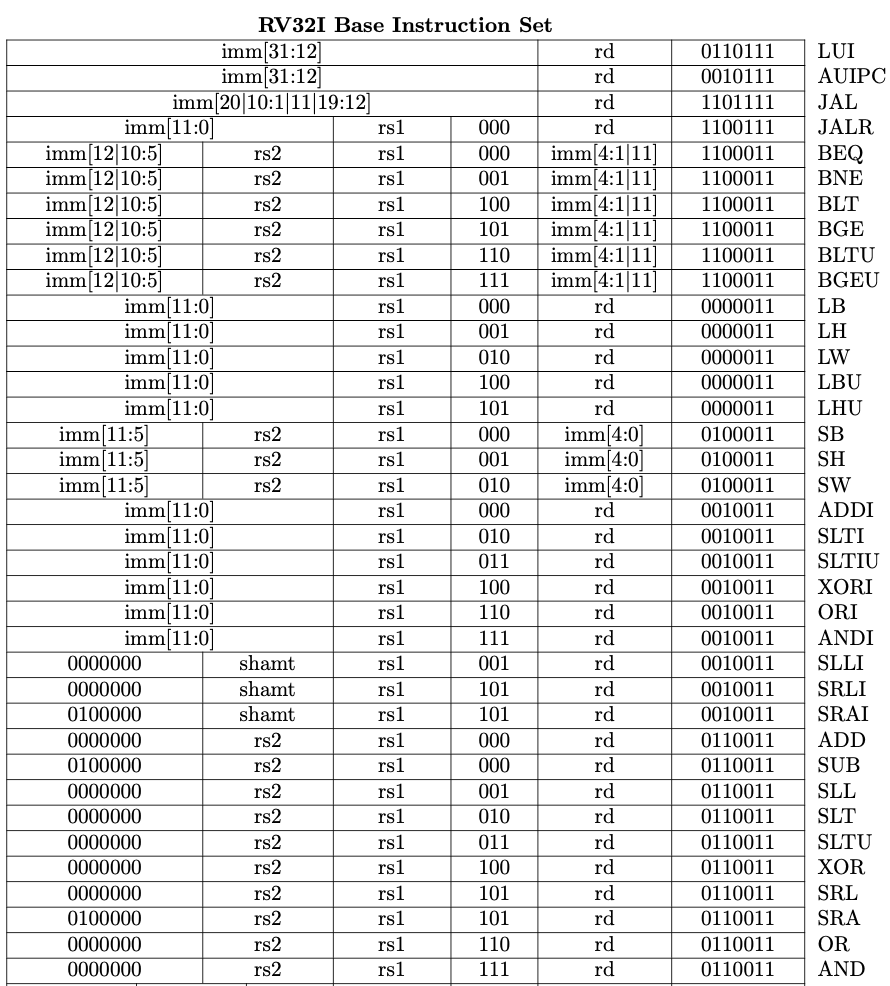 RV32I Base Instruction Set
imm[31:12] rd 0110111 LUI
imm[31:12] rd 0010111 AUIPC
imm[20|10:1|11|19:12] rd 1101111 JAL
imm[11:0] rs1 000 rd 1100111 JALR
imm[12|10:5] rs2 rs1 000 imm[4:1|11] 1100011 BEQ
imm[12|10:5] rs2 rs1 001 imm[4:1|11] 1100011 BNE
imm[12|10:5] rs2 rs1 100 imm[4:1|11] 1100011 BLT
imm[12|10:5] rs2 rs1 101 imm[4:1|11] 1100011 BGE
imm[12|10:5] rs2 rs1 110 imm[4:1|11] 1100011 BLTU
imm[12|10:5] rs2 rs1 111 imm[4:1|11] 1100011 BGEU
imm[11:0] rs1 000 rd 0000011 LB
imm[11:0] rs1 001 rd 0000011 LH
imm[11:0] rs1 010 rd 0000011 LW
imm[11:0] rs1 100 rd 0000011 LBU
imm[11:0] rs1 101 rd 0000011 LHU
imm[11:5] rs2 rs1 000 imm[4:0] 0100011 SB
imm[11:5] rs2 rs1 001 imm[4:0] 0100011 SH
imm[11:5] rs2 rs1 010 imm[4:0] 0100011 SW
imm[11:0] rs1 000 rd 0010011 ADDI
imm[11:0] rs1 010 rd 0010011 SLTI
imm[11:0] rs1 011 rd 0010011 SLTIU
imm[11:0] rs1 100 rd 0010011 XORI
imm[11:0] rs1 110 rd 0010011 ORI
imm[11:0] rs1 111 rd 0010011 ANDI
0000000 shamt rs1 001 rd 0010011 SLLI
0000000 shamt rs1 101 rd 0010011 SRLI
0100000 shamt rs1 101 rd 0010011 SRAI
0000000 rs2 rs1 000 rd 0110011 ADD
0100000 rs2 rs1 000 rd 0110011 SUB
0000000 rs2 rs1 001 rd 0110011 SLL
0000000 rs2 rs1 010 rd 0110011 SLT
0000000 rs2 rs1 011 rd 0110011 SLTU
0000000 rs2 rs1 100 rd 0110011 XOR
0000000 rs2 rs1 101 rd 0110011 SRL
0100000 rs2 rs1 101 rd 0110011 SRA
0000000 rs2 rs1 110 rd 0110011 OR
0000000 rs2 rs1 111 rd 0110011 AND